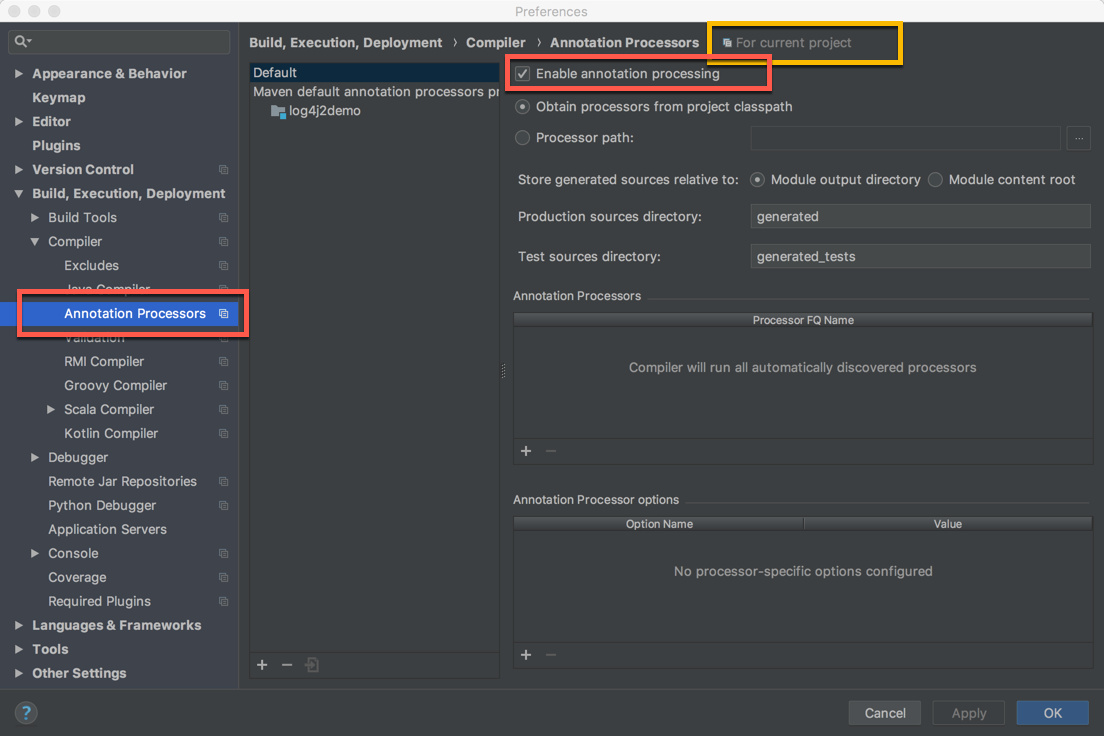 Preferences
Appearance & Behavior
Keymap
Editor
Plugins
Version Control
Build, Execution, Deployment
Build Tools
Compiler
Excludes
Java Compiler
Annotation Processors
Validation
RMI Compiler
Groovy Compiler
Scala Compiler
Kotlin Compiler
Debugger
Remote Jar Repositories
Python Debugger
Application Servers
Console
Coverage
Required Plugins
Languages & Frameworks
Tools
Other Settings
Build, Execution, Deployment › Compiler › Annotation Processors
For current project
Default
Maven default annotation processors pr
log4j2demo
Enable annotation processing
Obtain processors from project classpath
Processor path:
...
Store generated sources relative to: Module output directory Module content root
Production sources directory: generated
Test sources directory: generated_tests
Annotation Processors
Processor FQ Name
Compiler will run all automatically discovered processors
+ −
Annotation Processor options
Option Name Value
No processor-specific options configured
+ −
+ −
? Cancel Apply OK